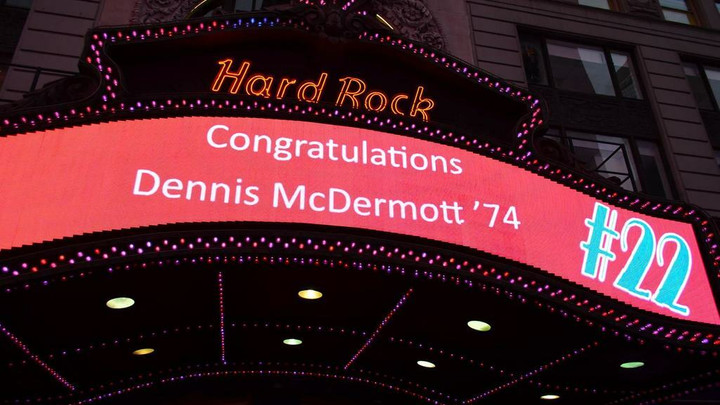 Hard Rock
Congratulations
Dennis McDermott ’74
#22